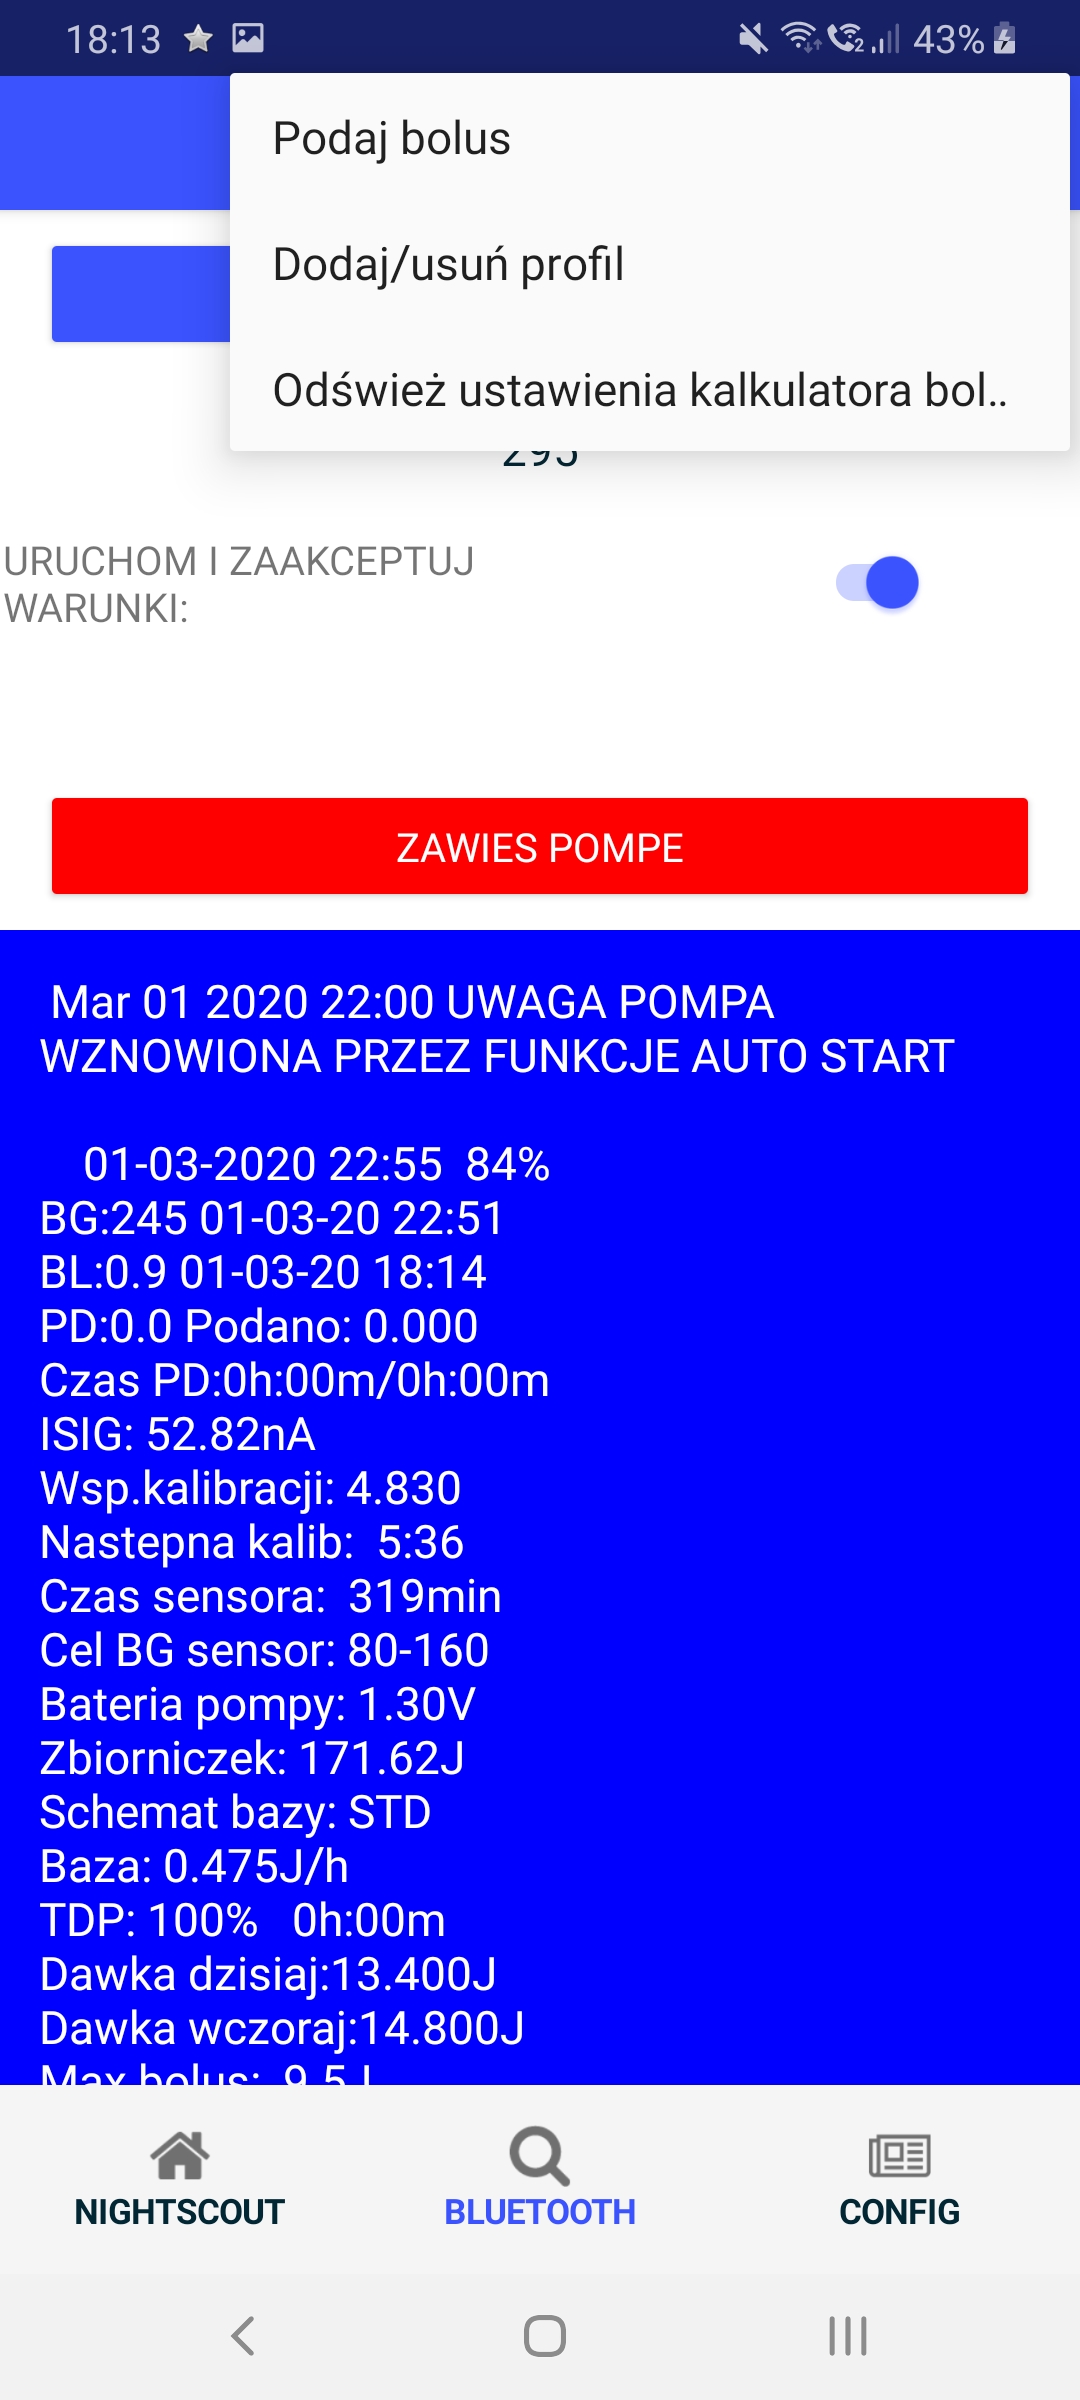 18:13
2
43%
Podaj bolus
Dodaj/usuń profil
Odśwież ustawienia kalkulatora bol..
URUCHOM I ZAAKCEPTUJ
WARUNKI:
ZAWIES POMPE
Mar 01 2020 22:00 UWAGA POMPA
WZNOWIONA PRZEZ FUNKCJE AUTO START
01-03-2020 22:55 84%
BG:245 01-03-20 22:51
BL:0.9 01-03-20 18:14
PD:0.0 Podano: 0.000
Czas PD:0h:00m/0h:00m
ISIG: 52.82nA
Wsp.kalibracji: 4.830
Nastepna kalib: 5:36
Czas sensora: 319min
Cel BG sensor: 80-160
Bateria pompy: 1.30V
Zbiorniczek: 171.62J
Schemat bazy: STD
Baza: 0.475J/h
TDP: 100% 0h:00m
Dawka dzisiaj:13.400J
Dawka wczoraj:14.800J
Max bolus: 9.5J
NIGHTSCOUT
BLUETOOTH
CONFIG